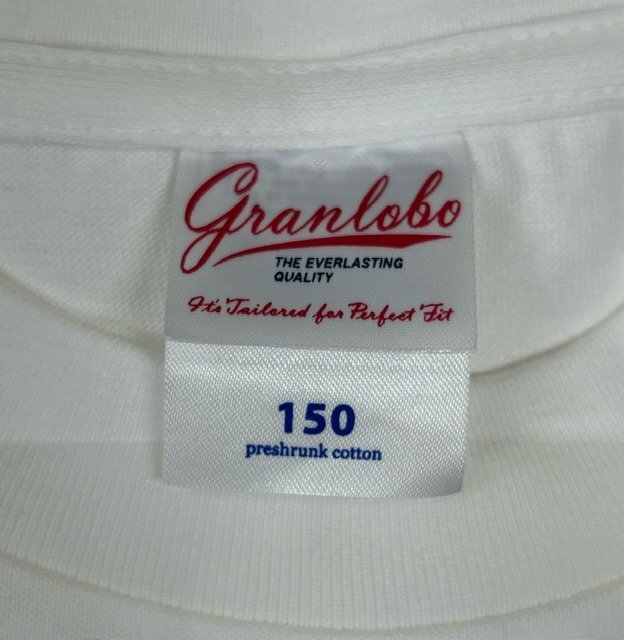 Granlobo
THE EVERLASTING
QUALITY
It's Tailored for Perfect Fit
150
preshrunk cotton